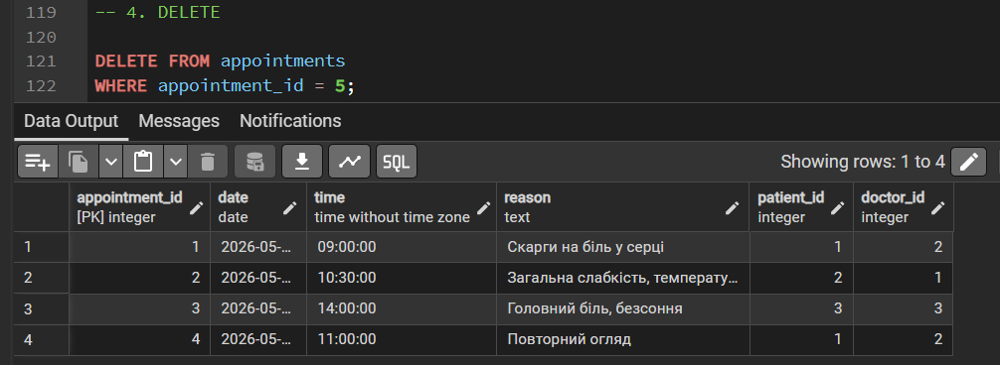 119 -- 4. DELETE
120
121 DELETE FROM appointments
122 WHERE appointment_id = 5;
Data Output Messages Notifications
SQL Showing rows: 1 to 4
appointment_id date time reason patient_id doctor_id
[PK] integer date time without time zone text integer integer
1 1 2026-05-... 09:00:00 Скарги на біль у серці 1 2
2 2 2026-05-... 10:30:00 Загальна слабкість, температу... 2 1
3 3 2026-05-... 14:00:00 Головний біль, безсоння 3 3
4 4 2026-05-... 11:00:00 Повторний огляд 1 2